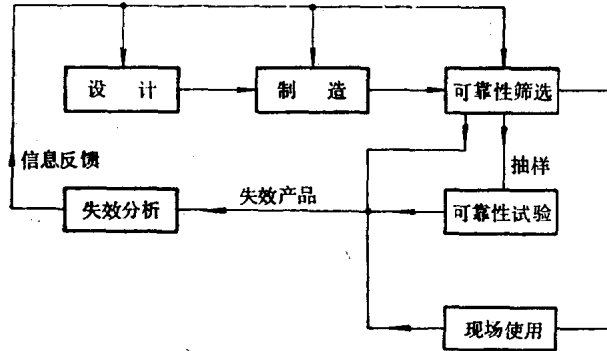 设计
制造
可靠性筛选
信息反馈
抽样
失效分析
失效产品
可靠性试验
现场使用